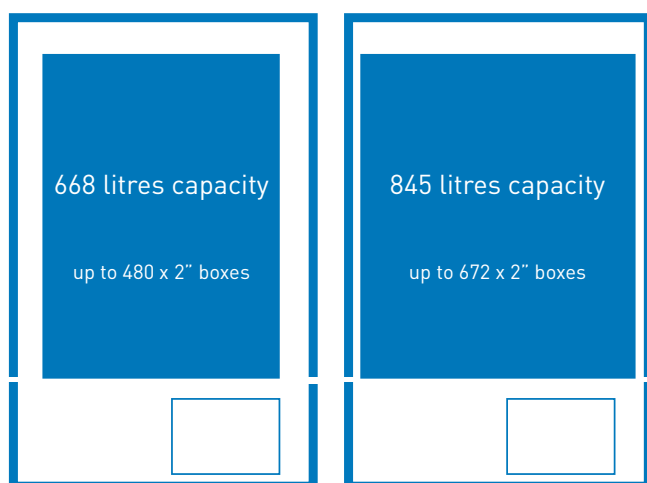 668 litres capacity
up to 480 x 2” boxes
845 litres capacity
up to 672 x 2” boxes